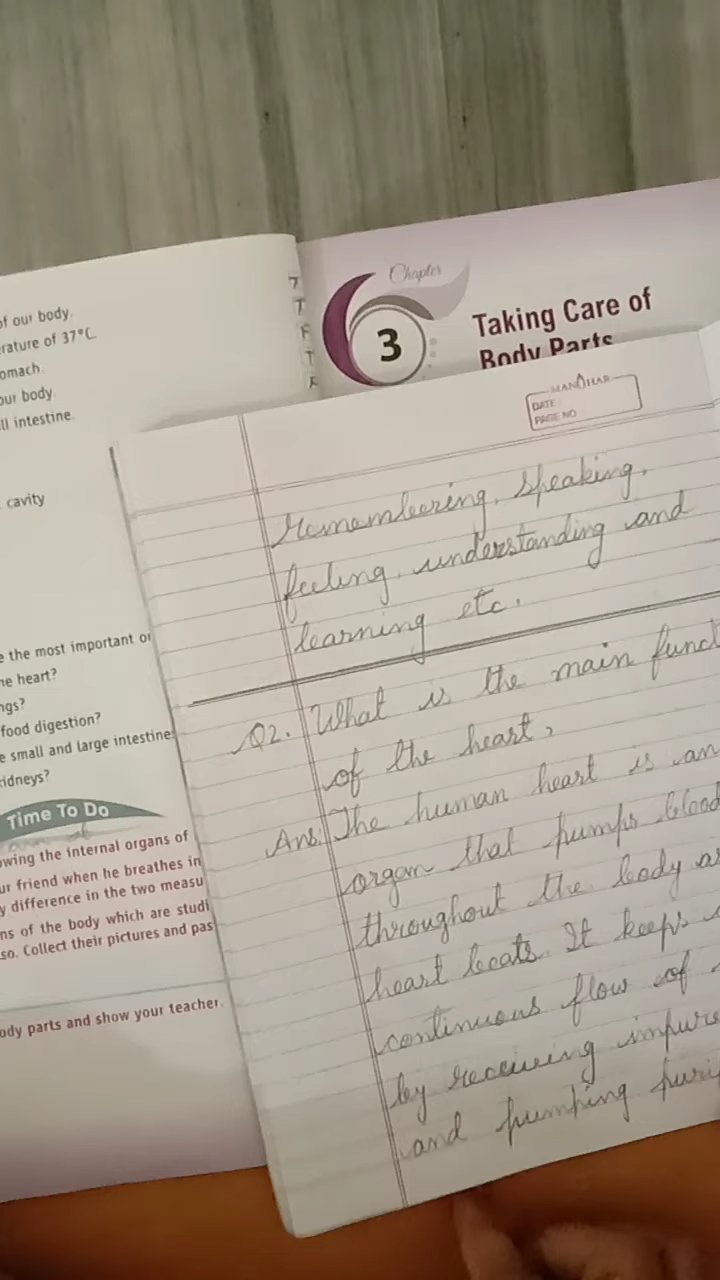 of our body.
rature of 37°C.
omach.
our body.
ll intestine.
cavity
e the most important or
he heart?
ngs?
food digestion?
e small and large intestine
kidneys?
Time To Do
owing the internal organs of
ur friend when he breathes in
y difference in the two measu
ns of the body which are studi
so. Collect their pictures and pas
ody parts and show your teacher.
Chapter
3
Taking Care of
Body Parts
MANOHAR
DATE
PAGE NO
remembering, speaking,
feeling, understanding and
learning etc.
Q2. What is the main funct
of the heart,
Ans: The human heart is an
organ that pumps blood
throughout the body as
heart beats. It keeps
continuous flow of
by receiving impure
and pumping puri